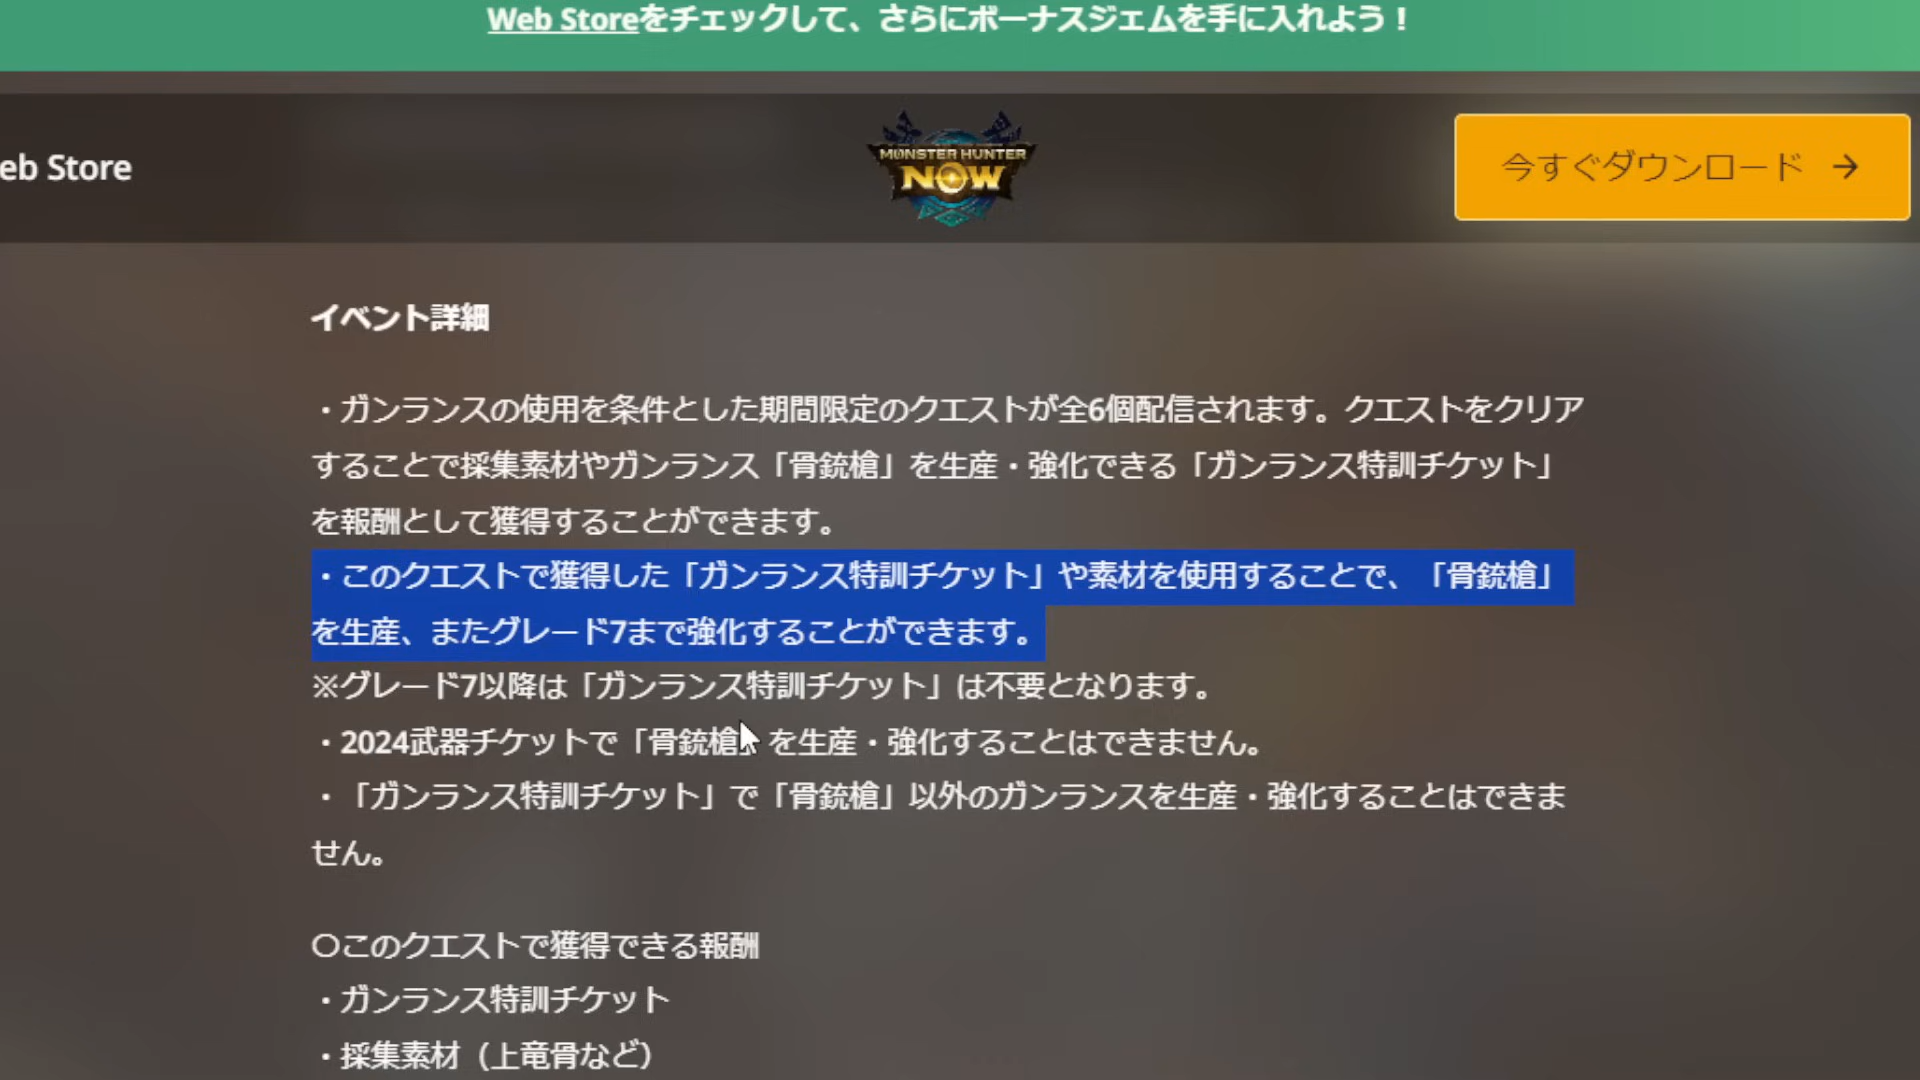 Web Storeをチェックして、さらにボーナスジェムを手に入れよう！
eb Store
MONSTER HUNTER
NOW
今すぐダウンロード →
イベント詳細
・ガンランスの使用を条件とした期間限定のクエストが全6個配信されます。クエストをクリア
することで採集素材やガンランス「骨銃槍」を生産・強化できる「ガンランス特訓チケット」
を報酬として獲得することができます。
・このクエストで獲得した「ガンランス特訓チケット」や素材を使用することで、「骨銃槍」
を生産、またグレード7まで強化することができます。
※グレード7以降は「ガンランス特訓チケット」は不要となります。
・2024武器チケットで「骨銃槍」を生産・強化することはできません。
・「ガンランス特訓チケット」で「骨銃槍」以外のガンランスを生産・強化することはできま
せん。
〇このクエストで獲得できる報酬
・ガンランス特訓チケット
・採集素材（上竜骨など）